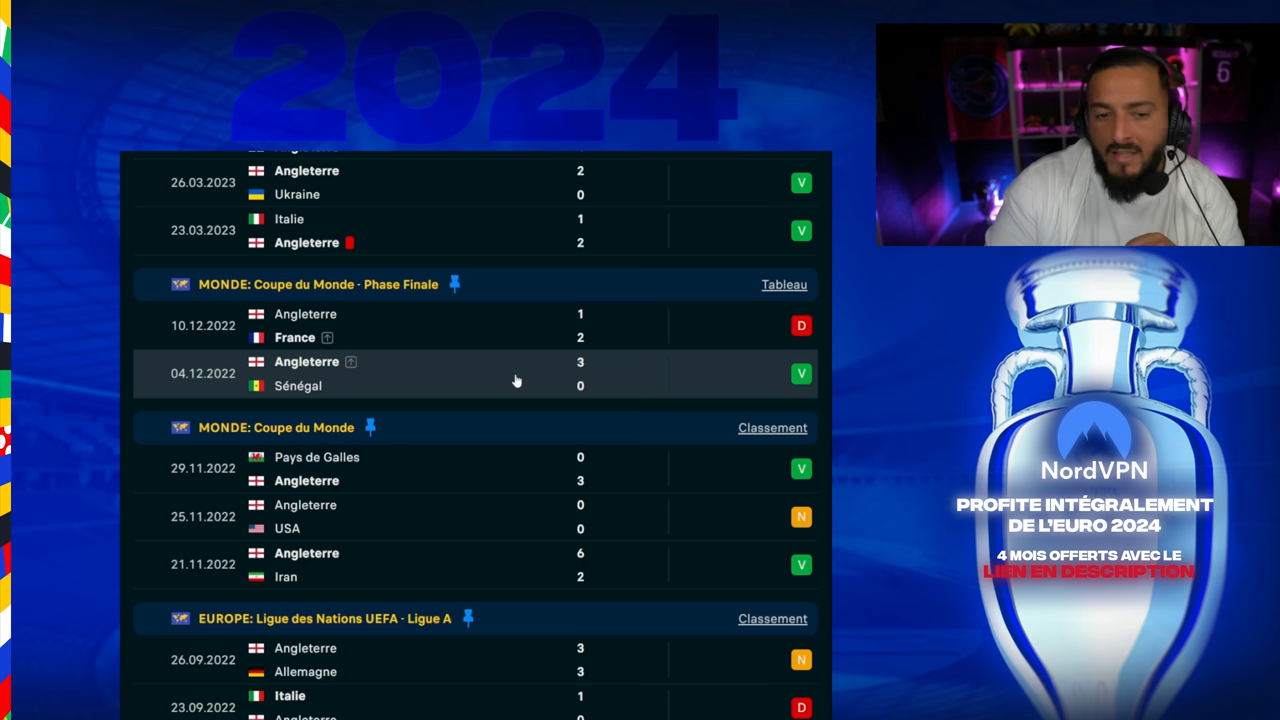 2024
26.03.2023 Angleterre 2 V
Ukraine 0
23.03.2023 Italie 1 V
Angleterre 2
MONDE: Coupe du Monde - Phase Finale Tableau
10.12.2022 Angleterre 1 D
France 2
04.12.2022 Angleterre 3 V
Sénégal 0
MONDE: Coupe du Monde Classement
29.11.2022 Pays de Galles 0 V
Angleterre 3
25.11.2022 Angleterre 0 N
USA 0
21.11.2022 Angleterre 6 V
Iran 2
EUROPE: Ligue des Nations UEFA - Ligue A Classement
26.09.2022 Angleterre 3 N
Allemagne 3
23.09.2022 Italie 1 D
6
NordVPN
PROFITE INTÉGRALEMENT
DE L'EURO 2024
4 MOIS OFFERTS AVEC LE
LIEN EN DESCRIPTION